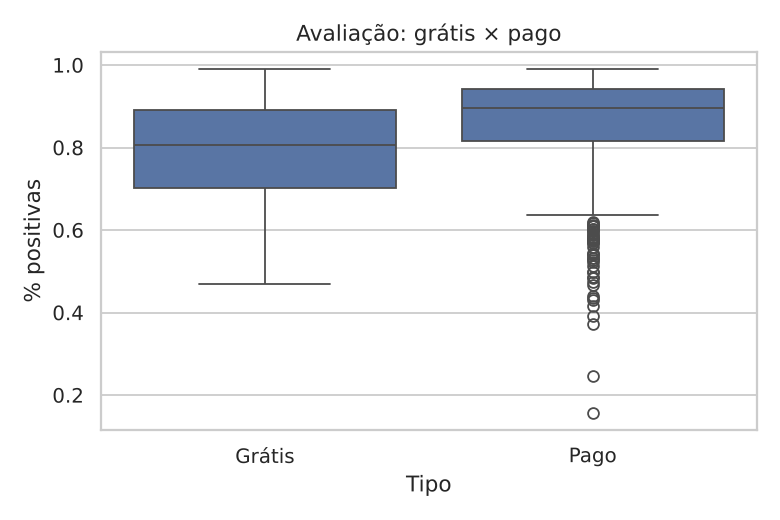 Avaliação: grátis × pago
% positivas
1.0
0.8
0.6
0.4
0.2
Grátis
Pago
Tipo